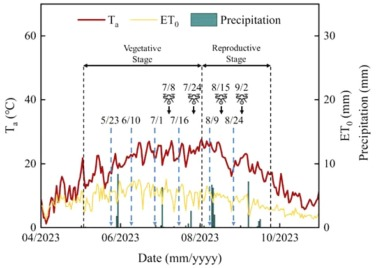 Tₐ ET₀ Precipitation
Vegetative Stage
Reproductive Stage
7/8 7/24 8/15 9/2
5/23 6/10 7/1 7/16 8/9 8/24
60
40
20
0
Tₐ (℃)
30
20
10
0
ET₀ (mm)
Precipitation (mm)
04/2023 06/2023 08/2023 10/2023
Date (mm/yyyy)